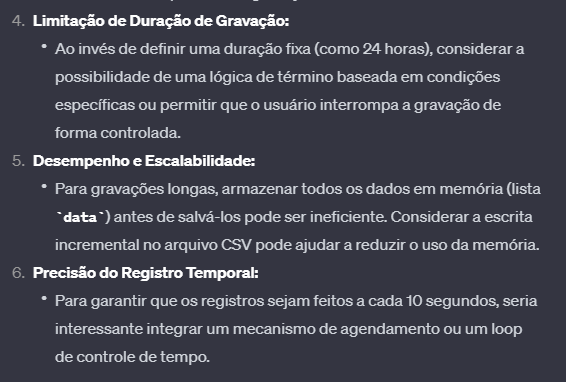 4. Limitação de Duração de Gravação:
• Ao invés de definir uma duração fixa (como 24 horas), considerar a
possibilidade de uma lógica de término baseada em condições
específicas ou permitir que o usuário interrompa a gravação de
forma controlada.
5. Desempenho e Escalabilidade:
• Para gravações longas, armazenar todos os dados em memória (lista
`data`) antes de salvá-los pode ser ineficiente. Considerar a escrita
incremental no arquivo CSV pode ajudar a reduzir o uso da memória.
6. Precisão do Registro Temporal:
• Para garantir que os registros sejam feitos a cada 10 segundos, seria
interessante integrar um mecanismo de agendamento ou um loop
de controle de tempo.